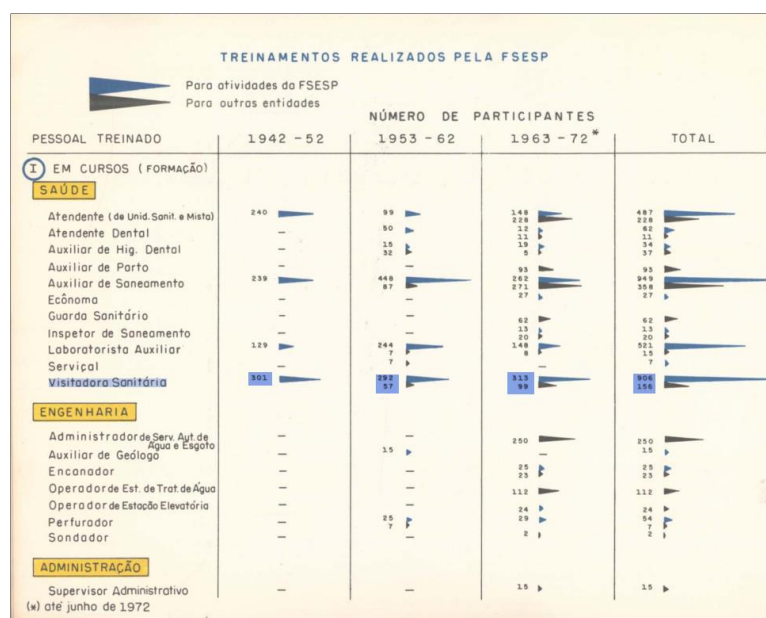 TREINAMENTOS REALIZADOS PELA FSESP
Para atividades da FSESP
Para outras entidades
NÚMERO DE PARTICIPANTES
PESSOAL TREINADO 1942-52 1953-62 1963-72* TOTAL
I EM CURSOS (FORMAÇÃO)
SAÚDE
Atendente (de Unid. Sanit. e Mista) 240 99 148 487
228 228
Atendente Dental — 50 12 62
11 11
Auxiliar de Hig. Dental — 15 19 34
32 5 37
Auxiliar de Parto — — 93 93
Auxiliar de Saneamento 239 448 262 949
87 271 358
Ecônoma — — 27 27
Guarda Sanitário — — 62 62
Inspetor de Saneamento — — 13 13
20 20
Laboratorista Auxiliar 129 244 148 521
7 8 15
Serviçal — 7 — 7
Visitadora Sanitária 301 292 313 906
57 99 156
ENGENHARIA
Administrador de Serv. Aut. de — — 250 250
Água e Esgoto
Auxiliar de Geólogo — 15 — 15
Encanador — — 25 25
23 23
Operador de Est. de Trat. de Água — — 112 112
Operador de Estação Elevatória — — 24 24
Perfurador — 25 29 54
7 7
Sondador — — 2 2
ADMINISTRAÇÃO
Supervisor Administrativo — — 15 15
(*) até junho de 1972